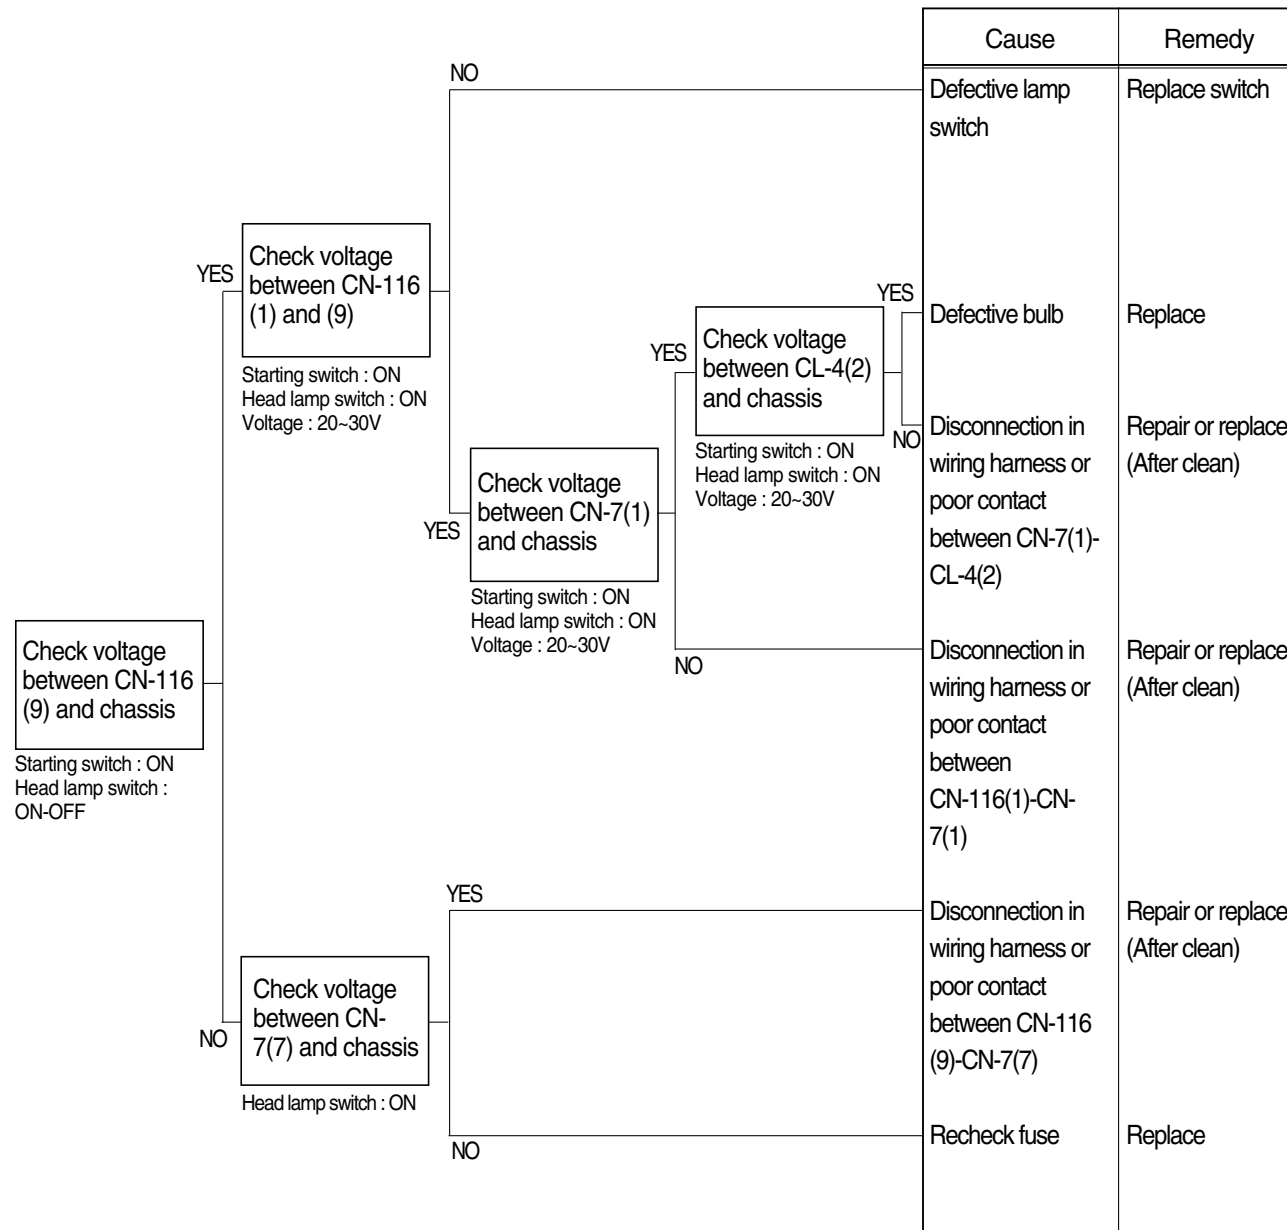 Cause
Remedy
NO
Defective lamp
switch
Replace switch
YES
Check voltage
between CN-116
(1) and (9)
Starting switch : ON
Head lamp switch : ON
Voltage : 20~30V
YES
Defective bulb
Replace
YES
Check voltage
between CL-4(2)
and chassis
Starting switch : ON
Head lamp switch : ON
Voltage : 20~30V
NO
Disconnection in
wiring harness or
poor contact
between CN-7(1)-
CL-4(2)
Repair or replace
(After clean)
YES
Check voltage
between CN-7(1)
and chassis
Starting switch : ON
Head lamp switch : ON
Voltage : 20~30V
NO
Disconnection in
wiring harness or
poor contact
between
CN-116(1)-CN-
7(1)
Repair or replace
(After clean)
Check voltage
between CN-116
(9) and chassis
Starting switch : ON
Head lamp switch :
ON-OFF
YES
Disconnection in
wiring harness or
poor contact
between CN-116
(9)-CN-7(7)
Repair or replace
(After clean)
NO
Check voltage
between CN-
7(7) and chassis
Head lamp switch : ON
NO
Recheck fuse
Replace